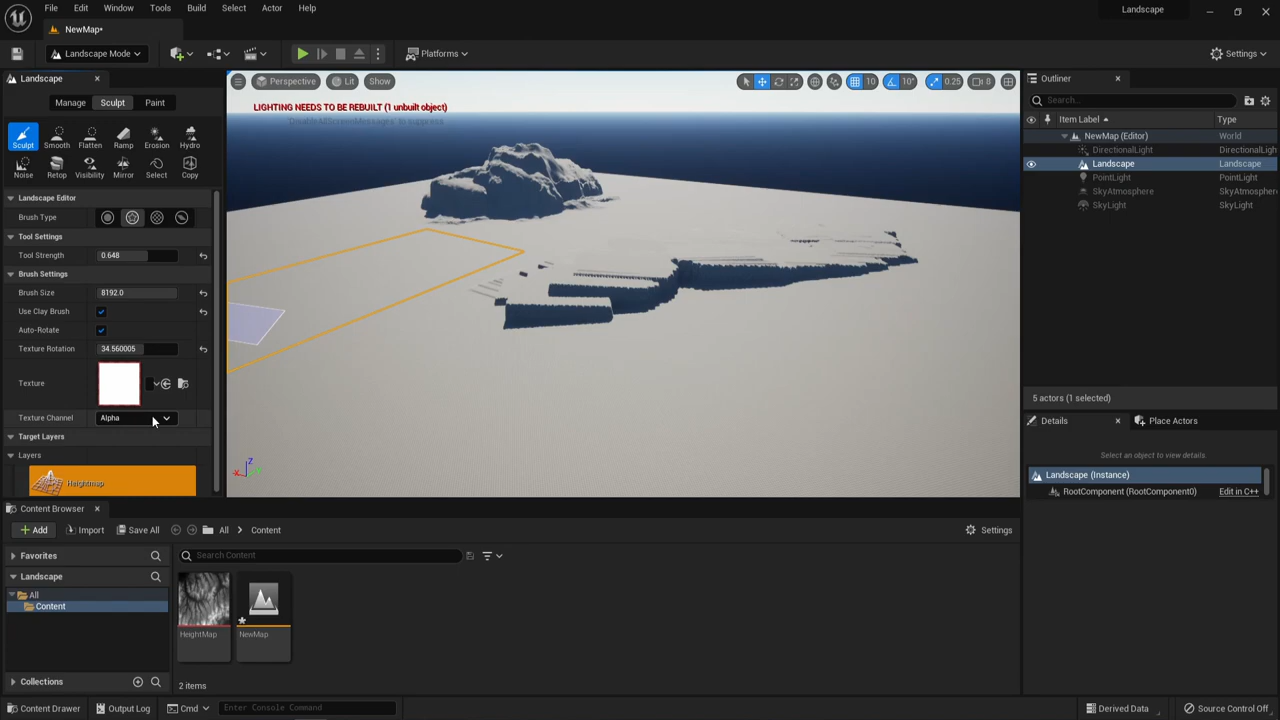 File Edit Window Tools Build Select Actor Help
Landscape
NewMap*
Landscape Mode
Platforms
Settings
Landscape
Manage Sculpt Paint
Sculpt Smooth Flatten Ramp Erosion Hydro
Noise Retop Visibility Mirror Select Copy
Landscape Editor
Brush Type
Tool Settings
Tool Strength 0.648
Brush Settings
Brush Size 8192.0
Use Clay Brush
Auto-Rotate
Texture Rotation 34.560005
Texture
Texture Channel Alpha
Target Layers
Layers
Heightmap
Perspective Lit Show
10 10° 0.25 8
LIGHTING NEEDS TO BE REBUILT (1 unbuilt object)
'DisableAllScreenMessages' to suppress
X Z
Outliner
Search...
Item Label Type
NewMap (Editor) World
DirectionalLight DirectionalLigh
Landscape Landscape
PointLight PointLight
SkyAtmosphere SkyAtmosphere
SkyLight SkyLight
5 actors (1 selected)
Details Place Actors
Select an object to view details.
Landscape (Instance)
RootComponent (RootComponent0) Edit in C++
Content Browser
Add Import Save All All Content Settings
Favorites
Landscape
All
Content
Collections
Search Content
HeightMap NewMap
2 items
Content Drawer Output Log Cmd Enter Console Command Derived Data Source Control Off